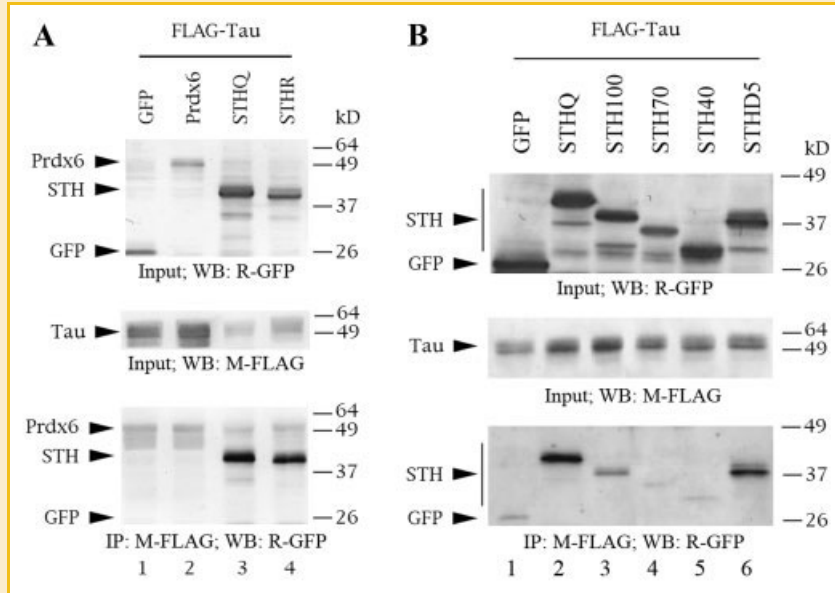 A
FLAG-Tau
GFP
Prdx6
STHQ
STHR
kD
Prdx6
64
49
STH
37
GFP
26
Input; WB: R-GFP
Tau
64
49
Input; WB: M-FLAG
Prdx6
64
49
STH
37
GFP
26
IP: M-FLAG; WB: R-GFP
1 2 3 4
B
FLAG-Tau
GFP
STHQ
STH100
STH70
STH40
STHD5
kD
49
STH
37
GFP
26
Input; WB: R-GFP
Tau
64
49
Input; WB: M-FLAG
49
STH
37
GFP
26
IP: M-FLAG; WB: R-GFP
1 2 3 4 5 6